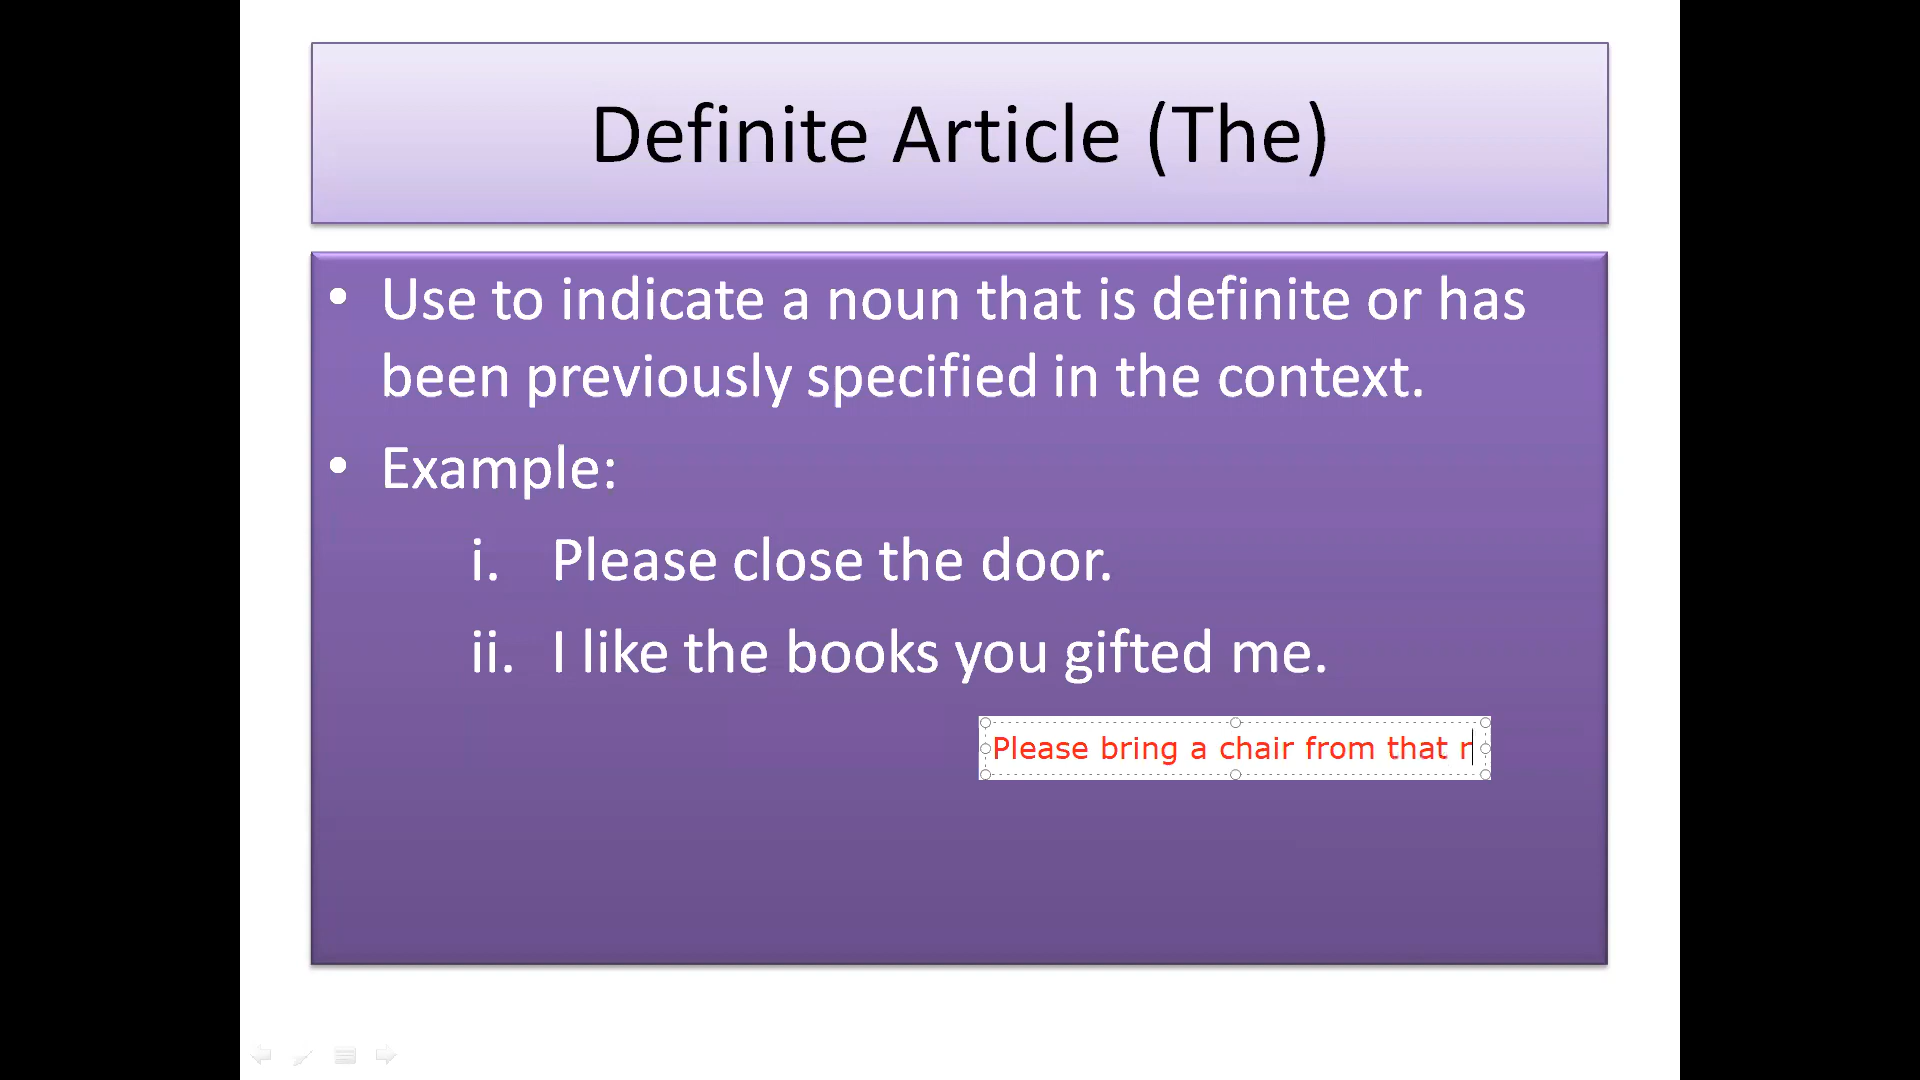 Definite Article (The)
• Use to indicate a noun that is definite or has
been previously specified in the context.
• Example:
i. Please close the door.
ii. I like the books you gifted me.
Please bring a chair from that r